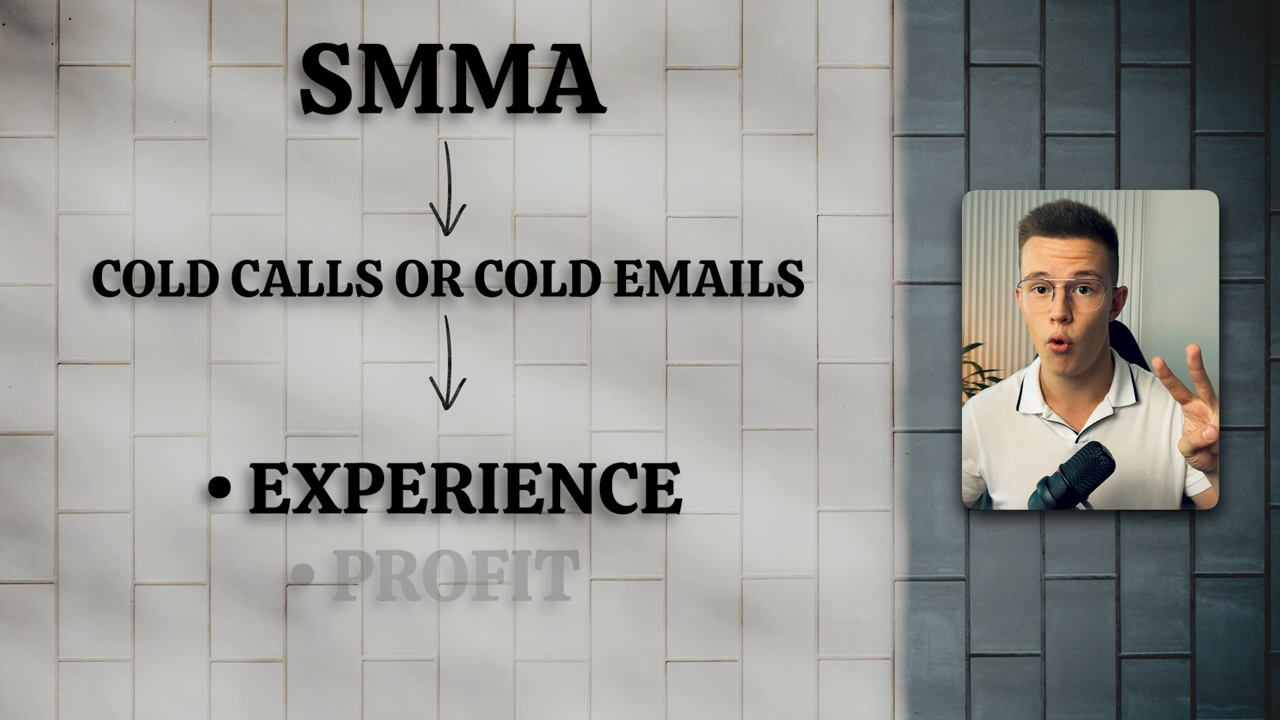 SMMA
COLD CALLS OR COLD EMAILS
• EXPERIENCE
• PROFIT